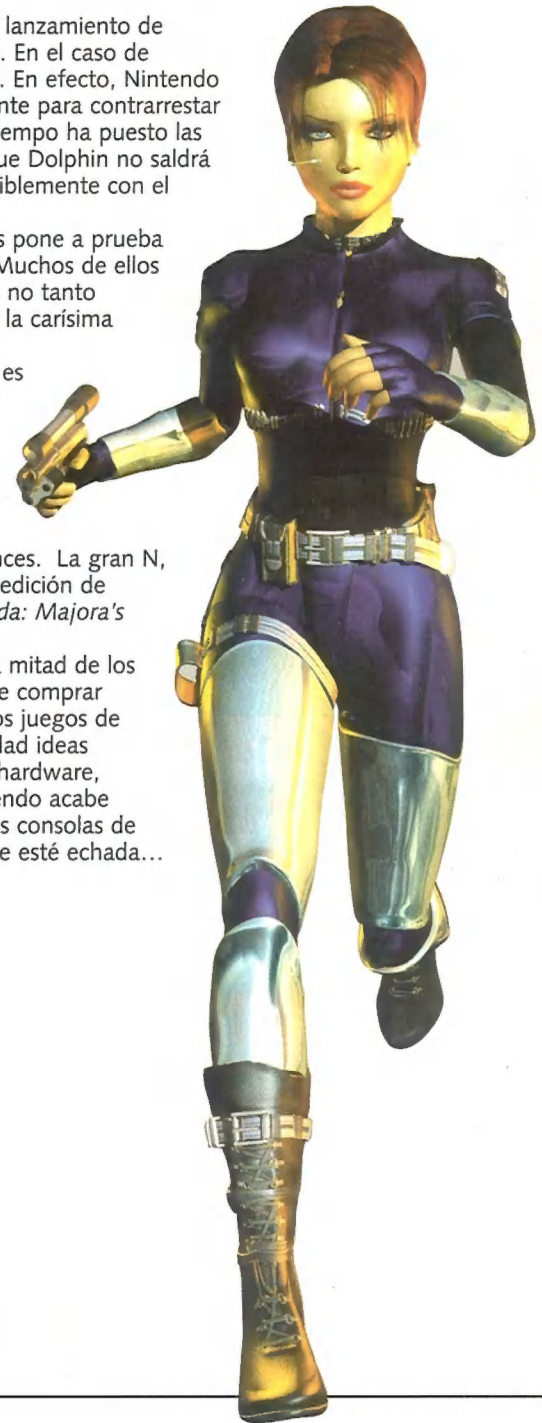 lanzamiento de
. En el caso de
. En efecto, Nintendo
nte para contrarrestar
empo ha puesto las
ue Dolphin no saldrá
siblemente con el
s pone a prueba
Muchos de ellos
no tanto
la carísima
es
nces. La gran N,
edición de
da: Majora's
a mitad de los
e comprar
os juegos de
dad ideas
hardware,
endo acabe
s consolas de
e esté echada...